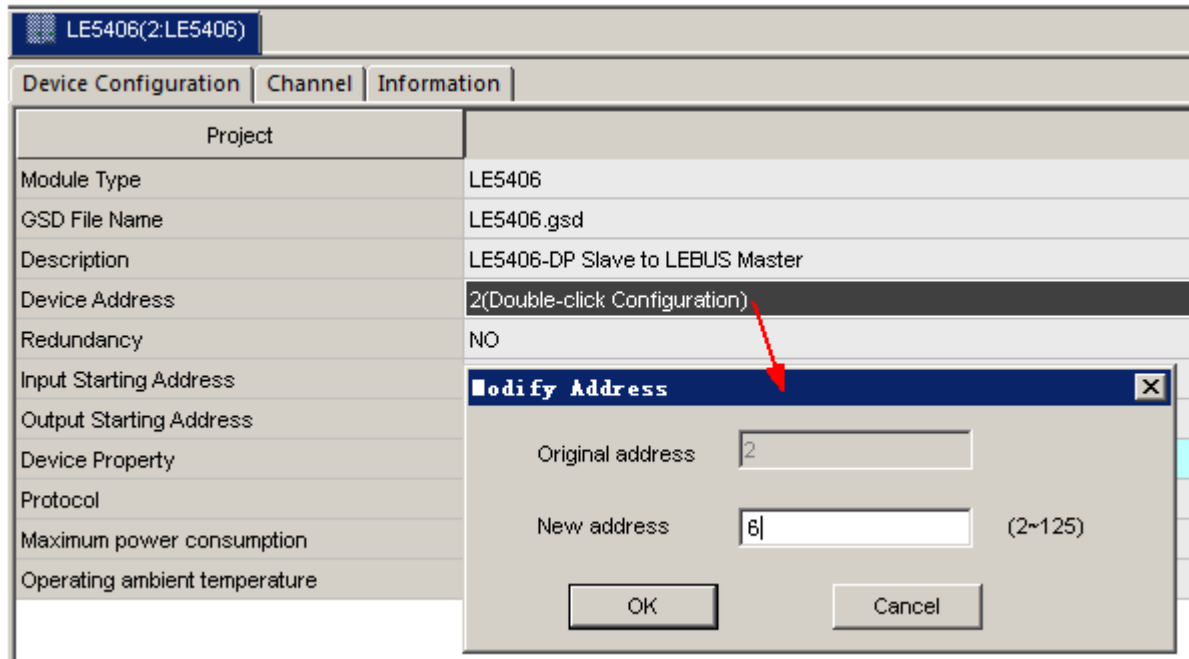 LE5406(2:LE5406)
Device Configuration Channel Information
Project
Module Type LE5406
GSD File Name LE5406.gsd
Description LE5406-DP Slave to LEBUS Master
Device Address 2(Double-click Configuration)
Redundancy NO
Input Starting Address
Output Starting Address
Device Property
Protocol
Maximum power consumption
Operating ambient temperature
Modify Address
Original address 2
New address 6 (2~125)
OK Cancel